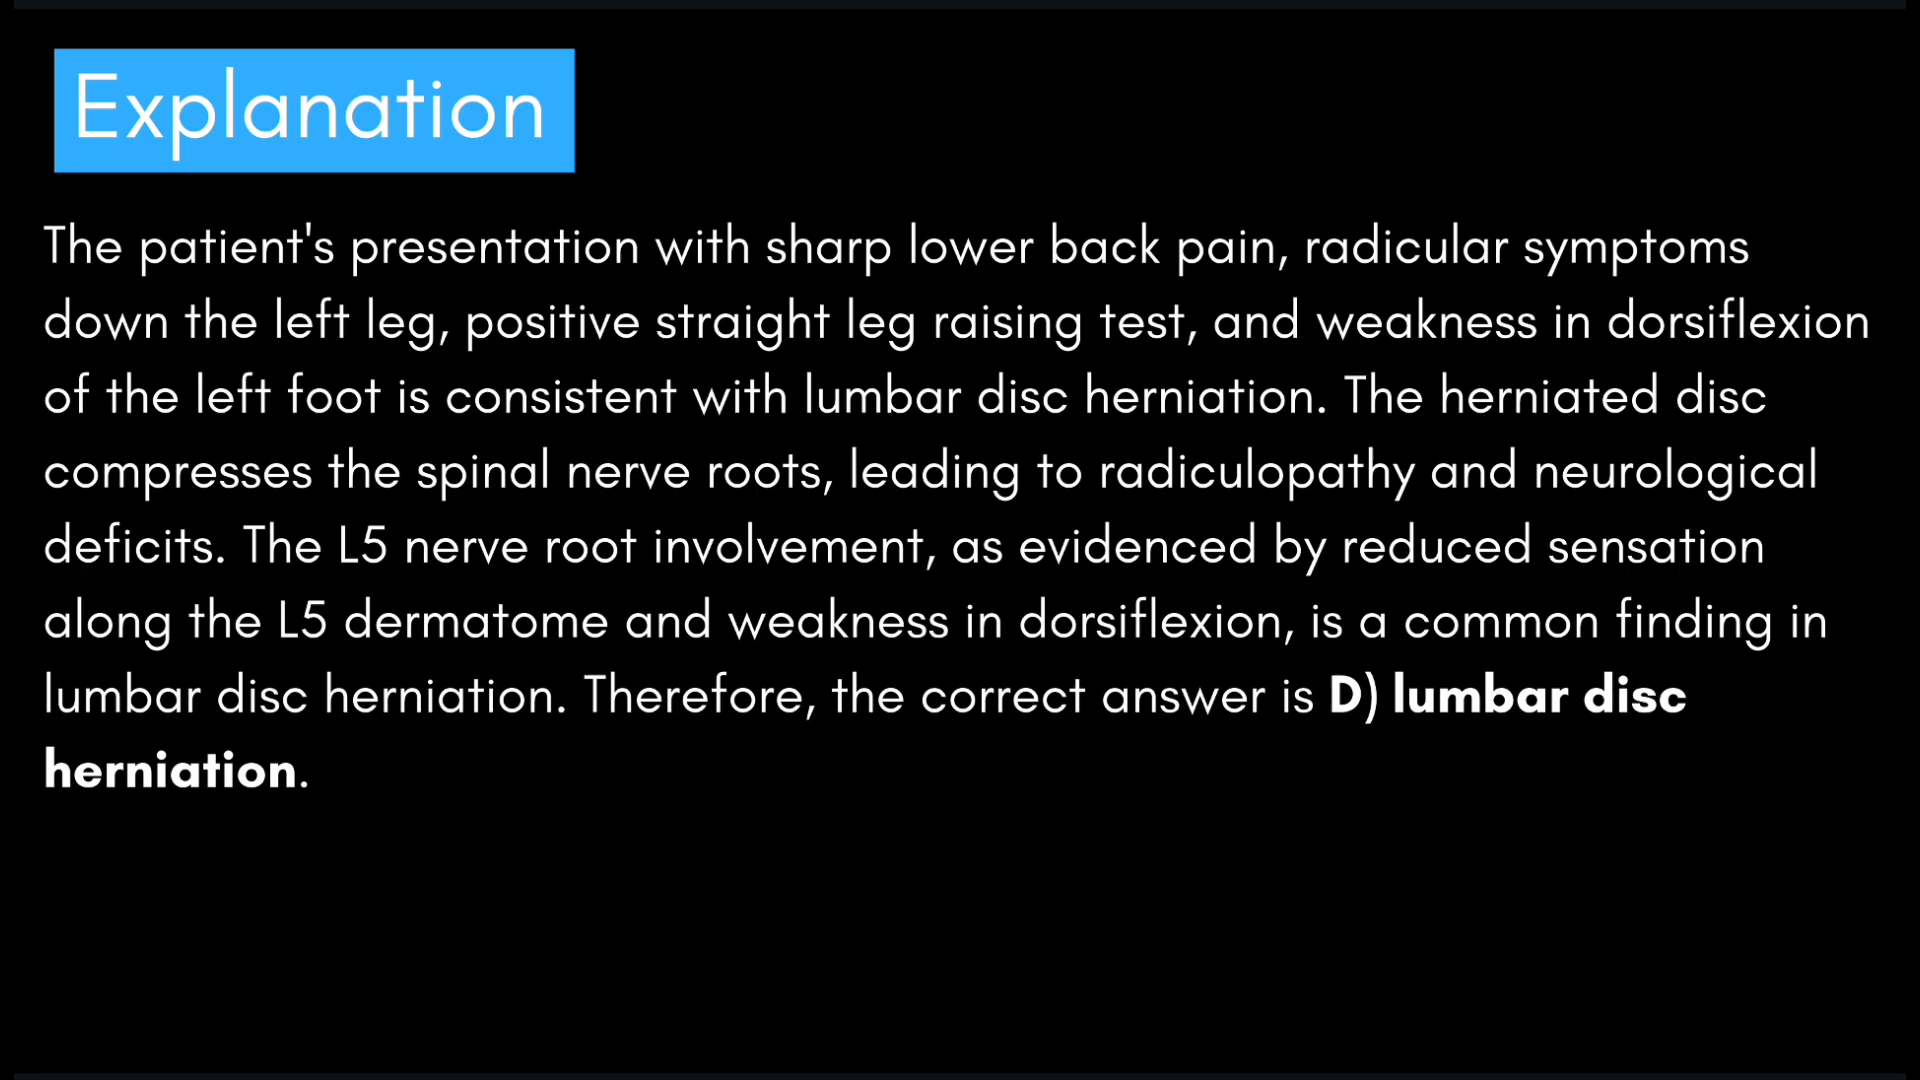 Explanation
The patient's presentation with sharp lower back pain, radicular symptoms
down the left leg, positive straight leg raising test, and weakness in dorsiflexion
of the left foot is consistent with lumbar disc herniation. The herniated disc
compresses the spinal nerve roots, leading to radiculopathy and neurological
deficits. The L5 nerve root involvement, as evidenced by reduced sensation
along the L5 dermatome and weakness in dorsiflexion, is a common finding in
lumbar disc herniation. Therefore, the correct answer is D) lumbar disc
herniation.